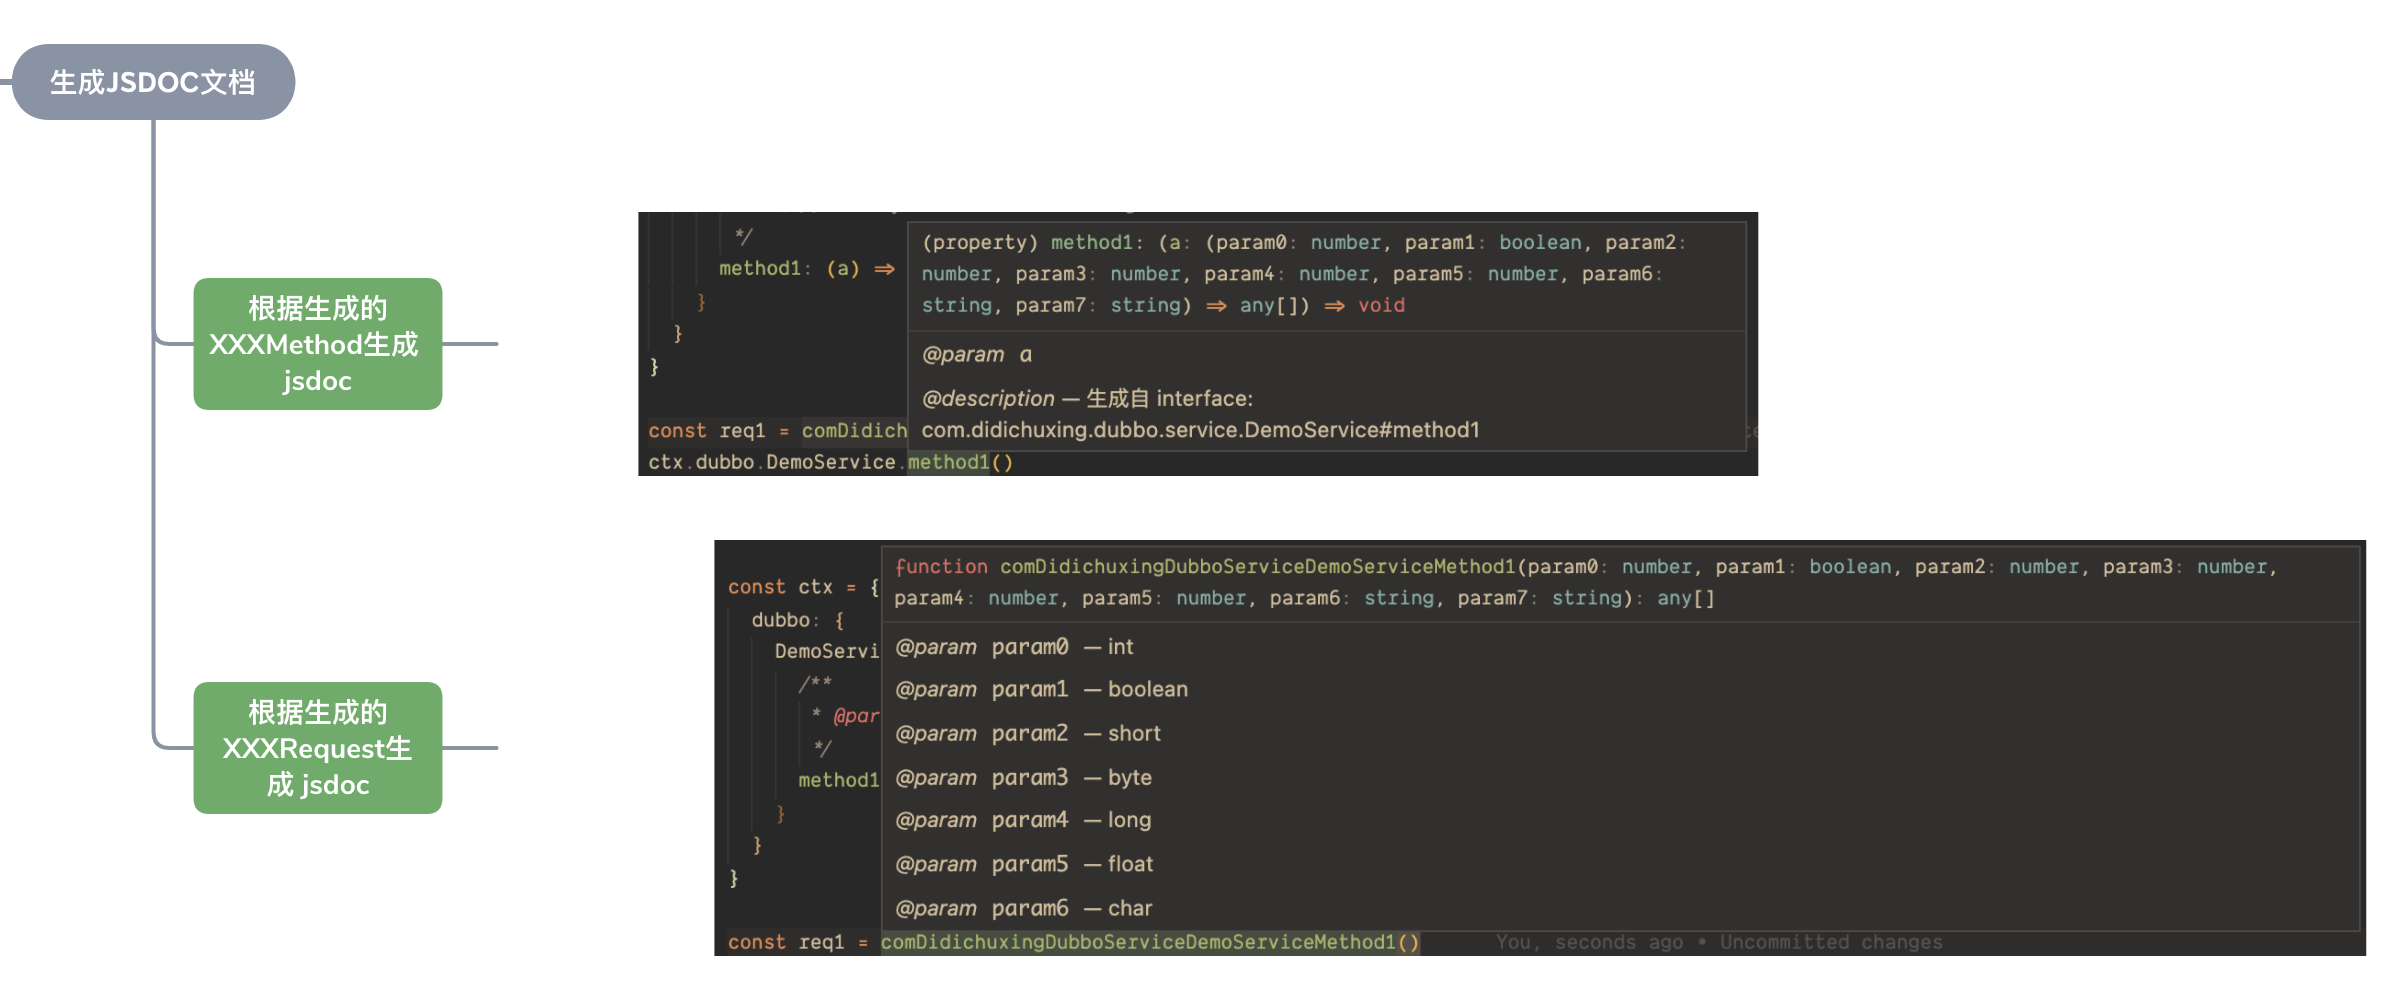 生成JSDOC文档
根据生成的
XXXMethod生成
jsdoc
*/
method1: (a) =>
}
}
}
const req1 = comDidich
ctx.dubbo.DemoService.method1()
(property) method1: (a: (param0: number, param1: boolean, param2:
number, param3: number, param4: number, param5: number, param6:
string, param7: string) => any[]) => void
@param a
@description — 生成自 interface:
com.didichuxing.dubbo.service.DemoService#method1
根据生成的
XXXRequest生
成 jsdoc
const ctx = {
dubbo: {
DemoServi
/**
* @par
*/
method1
}
}
}
const req1 = comDidichuxingDubboServiceDemoServiceMethod1() You, seconds ago • Uncommitted changes
function comDidichuxingDubboServiceDemoServiceMethod1(param0: number, param1: boolean, param2: number, param3: number,
param4: number, param5: number, param6: string, param7: string): any[]
@param param0 — int
@param param1 — boolean
@param param2 — short
@param param3 — byte
@param param4 — long
@param param5 — float
@param param6 — char